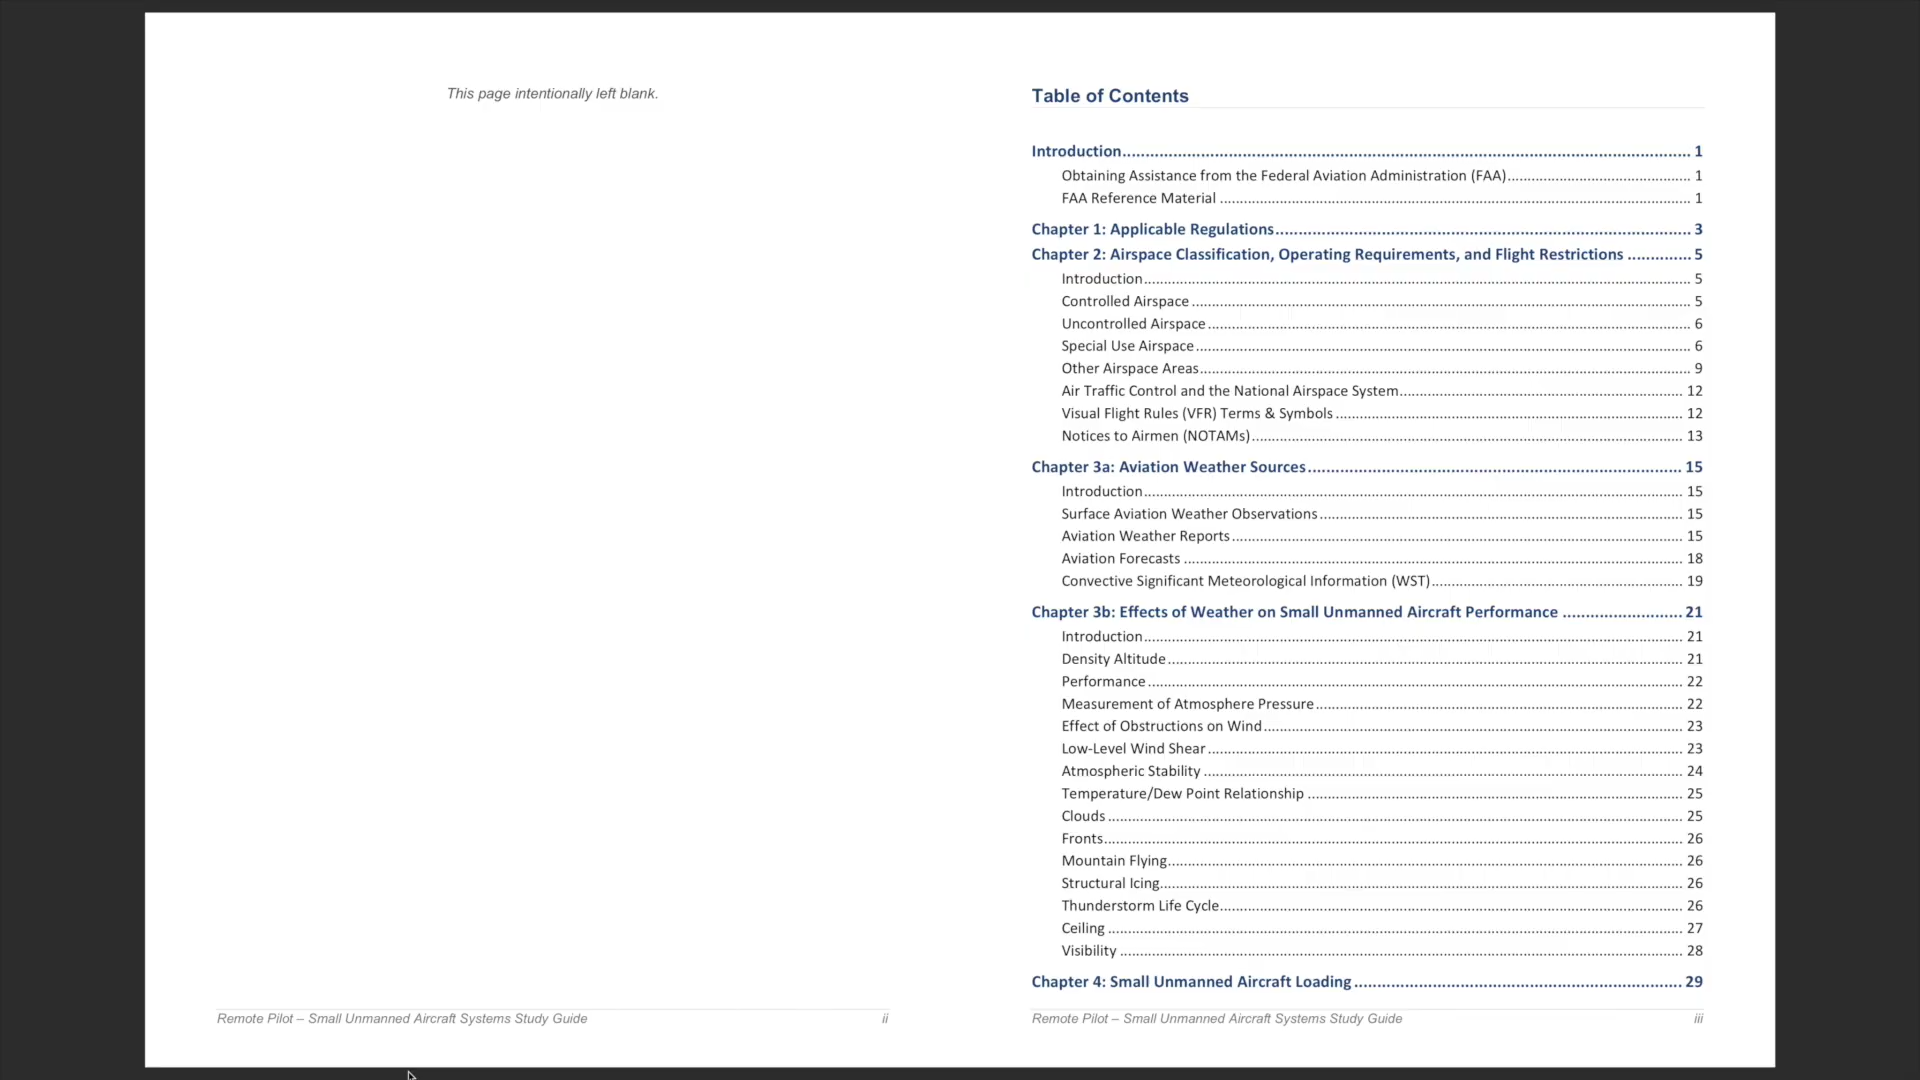 This page intentionally left blank.
Remote Pilot – Small Unmanned Aircraft Systems Study Guide ii
Table of Contents
Introduction 1
Obtaining Assistance from the Federal Aviation Administration (FAA) 1
FAA Reference Material 1
Chapter 1: Applicable Regulations 3
Chapter 2: Airspace Classification, Operating Requirements, and Flight Restrictions 5
Introduction 5
Controlled Airspace 5
Uncontrolled Airspace 6
Special Use Airspace 6
Other Airspace Areas 9
Air Traffic Control and the National Airspace System 12
Visual Flight Rules (VFR) Terms & Symbols 12
Notices to Airmen (NOTAMs) 13
Chapter 3a: Aviation Weather Sources 15
Introduction 15
Surface Aviation Weather Observations 15
Aviation Weather Reports 15
Aviation Forecasts 18
Convective Significant Meteorological Information (WST) 19
Chapter 3b: Effects of Weather on Small Unmanned Aircraft Performance 21
Introduction 21
Density Altitude 21
Performance 22
Measurement of Atmosphere Pressure 22
Effect of Obstructions on Wind 23
Low-Level Wind Shear 23
Atmospheric Stability 24
Temperature/Dew Point Relationship 25
Clouds 25
Fronts 26
Mountain Flying 26
Structural Icing 26
Thunderstorm Life Cycle 26
Ceiling 27
Visibility 28
Chapter 4: Small Unmanned Aircraft Loading 29
Remote Pilot – Small Unmanned Aircraft Systems Study Guide iii